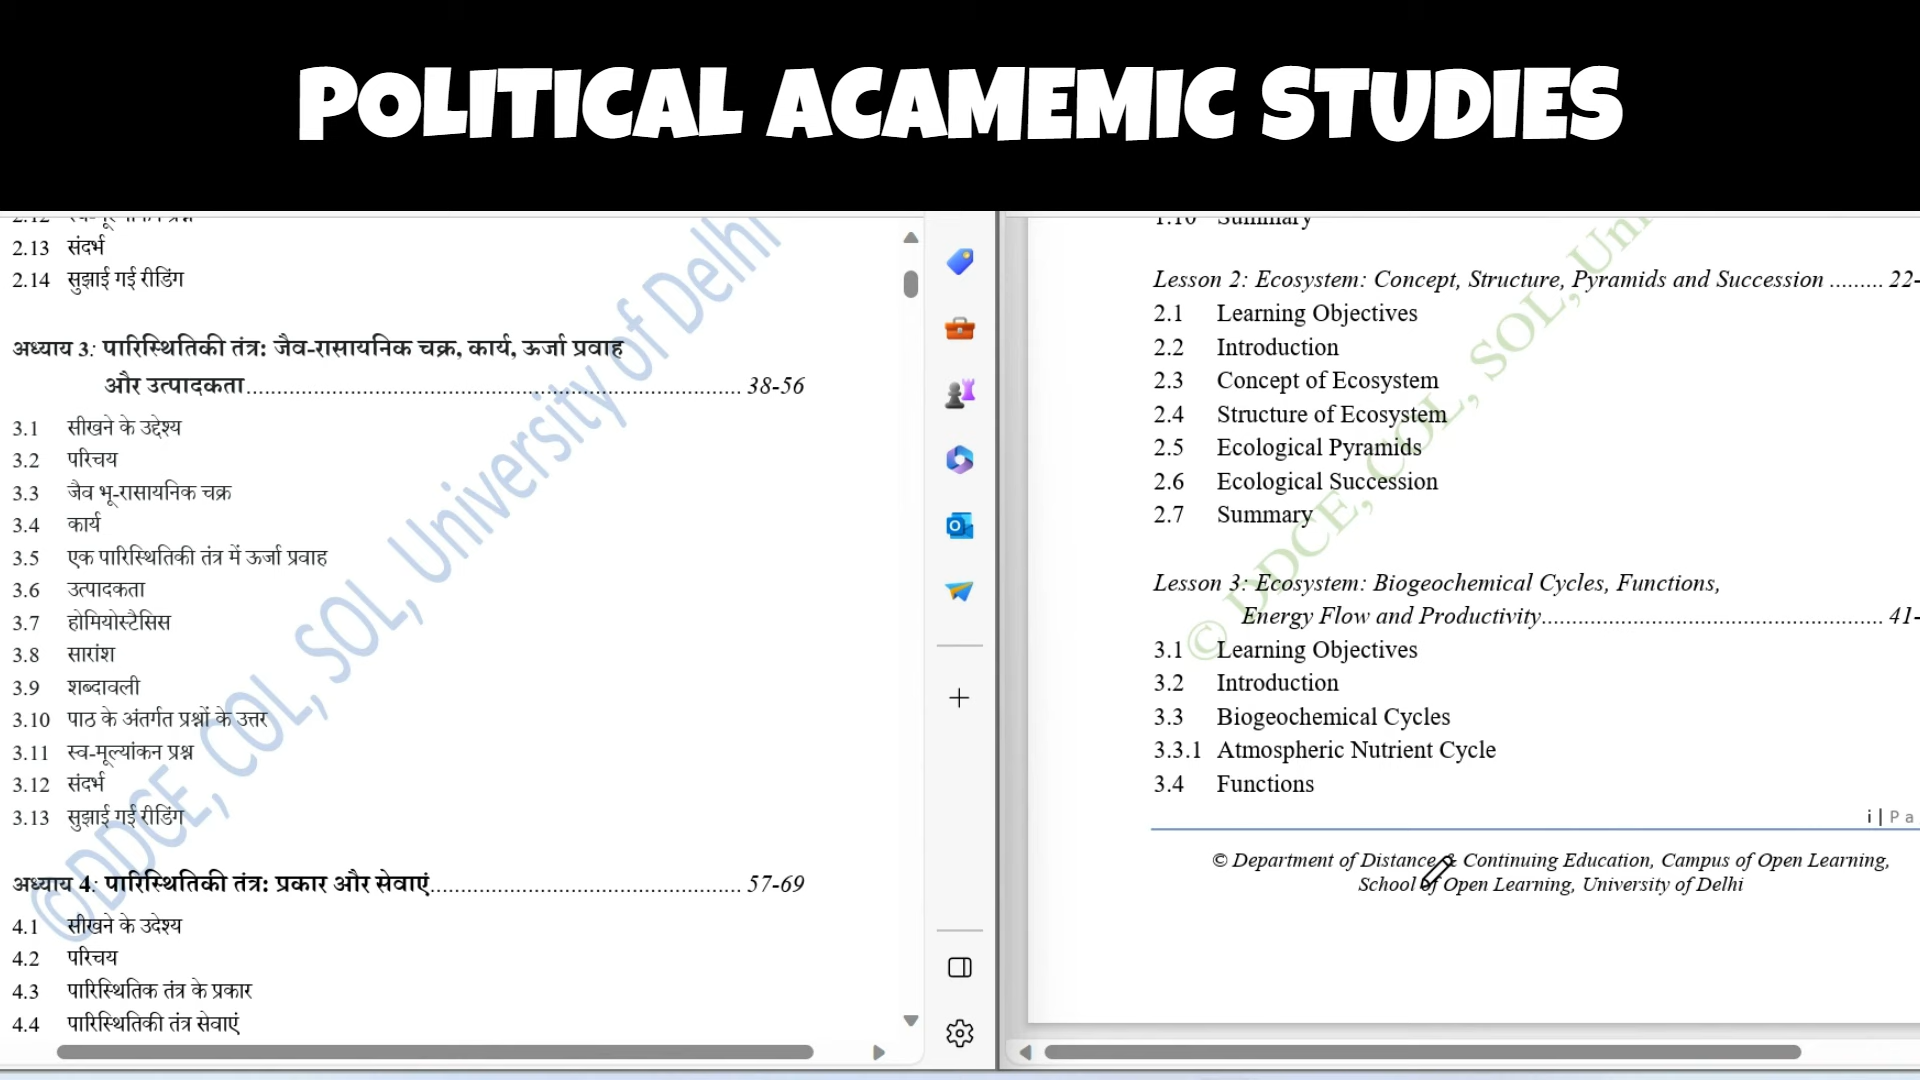 POLITICAL ACAMEMIC STUDIES
2.13 संदर्भ
2.14 सुझाई गई रीडिंग
अध्याय 3: पारिस्थितिकी तंत्र: जैव-रासायनिक चक्र, कार्य, ऊर्जा प्रवाह
और उत्पादकता.................................................................................. 38-56
3.1 सीखने के उद्देश्य
3.2 परिचय
3.3 जैव भू-रासायनिक चक्र
3.4 कार्य
3.5 एक पारिस्थितिकी तंत्र में ऊर्जा प्रवाह
3.6 उत्पादकता
3.7 होमियोस्टैसिस
3.8 सारांश
3.9 शब्दावली
3.10 पाठ के अंतर्गत प्रश्नों के उत्तर
3.11 स्व-मूल्यांकन प्रश्न
3.12 संदर्भ
3.13 सुझाई गई रीडिंग
अध्याय 4: पारिस्थितिकी तंत्र: प्रकार और सेवाएं.................................................... 57-69
4.1 सीखने के उदेश्य
4.2 परिचय
4.3 पारिस्थितिक तंत्र के प्रकार
4.4 पारिस्थितिकी तंत्र सेवाएं
©DDCE, COL, SOL, University of Delhi
1.10 Summary
Lesson 2: Ecosystem: Concept, Structure, Pyramids and Succession ......... 22-
2.1 Learning Objectives
2.2 Introduction
2.3 Concept of Ecosystem
2.4 Structure of Ecosystem
2.5 Ecological Pyramids
2.6 Ecological Succession
2.7 Summary
Lesson 3: Ecosystem: Biogeochemical Cycles, Functions,
Energy Flow and Productivity......................................................... 41-
3.1 Learning Objectives
3.2 Introduction
3.3 Biogeochemical Cycles
3.3.1 Atmospheric Nutrient Cycle
3.4 Functions
i | Pa
© Department of Distance & Continuing Education, Campus of Open Learning,
School of Open Learning, University of Delhi
© DDCE, COL, SOL, Uni